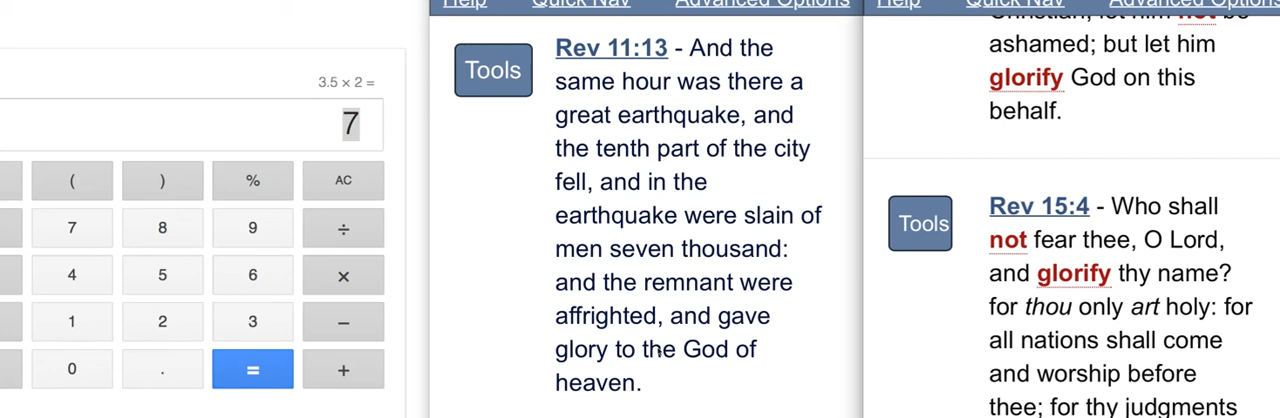 3.5 × 2 =
7
( ) % AC
7 8 9 ÷
4 5 6 ×
1 2 3 −
0 . = +
Help Quick Nav Advanced Options
Tools
Rev 11:13 - And the
same hour was there a
great earthquake, and
the tenth part of the city
fell, and in the
earthquake were slain of
men seven thousand:
and the remnant were
affrighted, and gave
glory to the God of
heaven.
Help Quick Nav Advanced Options
Christian, let him not be
ashamed; but let him
glorify God on this
behalf.
Tools
Rev 15:4 - Who shall
not fear thee, O Lord,
and glorify thy name?
for thou only art holy: for
all nations shall come
and worship before
thee; for thy judgments